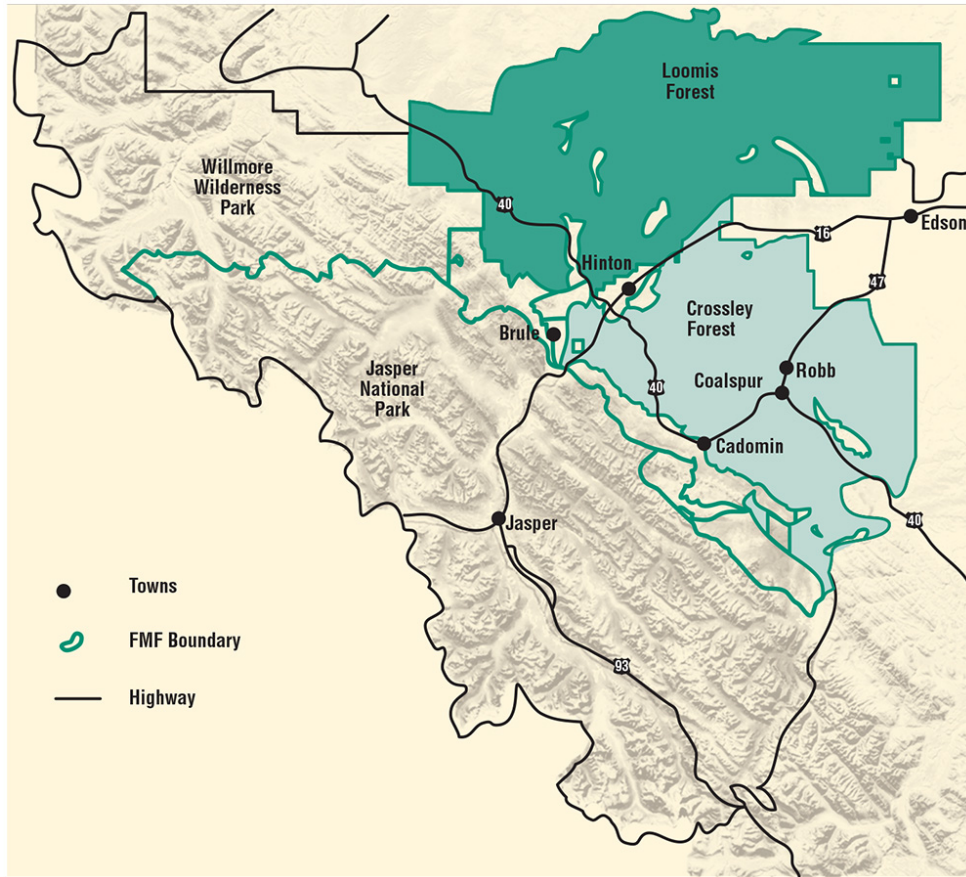 Loomis
Forest
Willmore
Wilderness
Park
40
16
Edson
Hinton
47
Crossley
Forest
Brule
Jasper
National
Park
Robb
Coalspur
40
Cadomin
40
Jasper
Towns
FMF Boundary
93
Highway